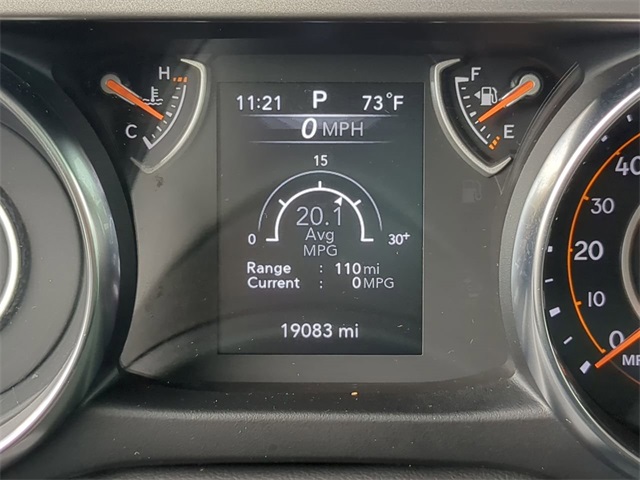 H
C
11:21 P 73°F
0 MPH
15
20.1
Avg
MPG
0 30+
Range : 110 mi
Current : 0 MPG
19083 mi
F
E
40
30
20
10
0